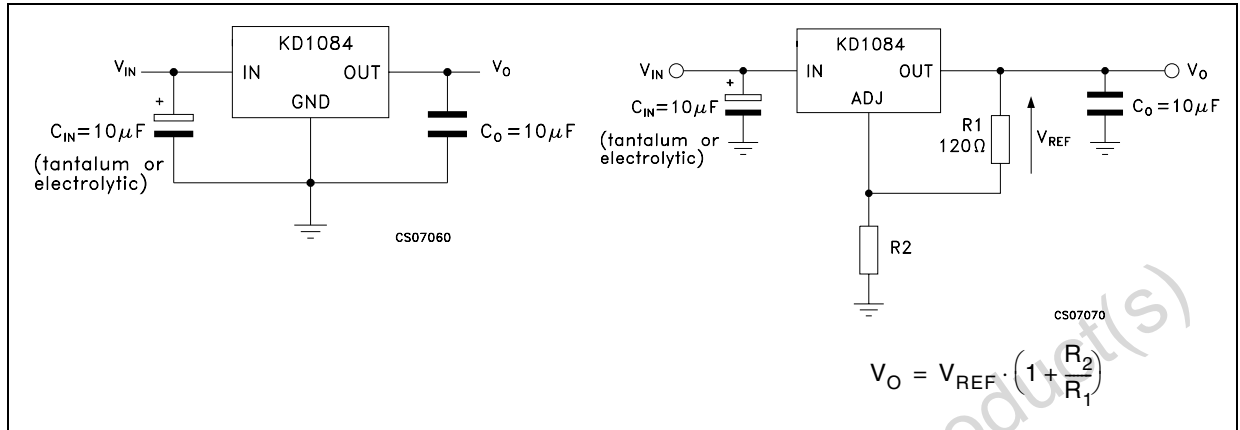 KD1084
V_IN
IN OUT
V_O
GND
+
C_IN=10μF
(tantalum or
electrolytic)
C_O=10μF
CS07060
KD1084
V_IN
IN OUT
V_O
ADJ
+
C_IN=10μF
(tantalum or
electrolytic)
R1
120Ω
V_REF
C_O=10μF
R2
CS07070
V_O = V_REF · (1 + R_2/R_1)